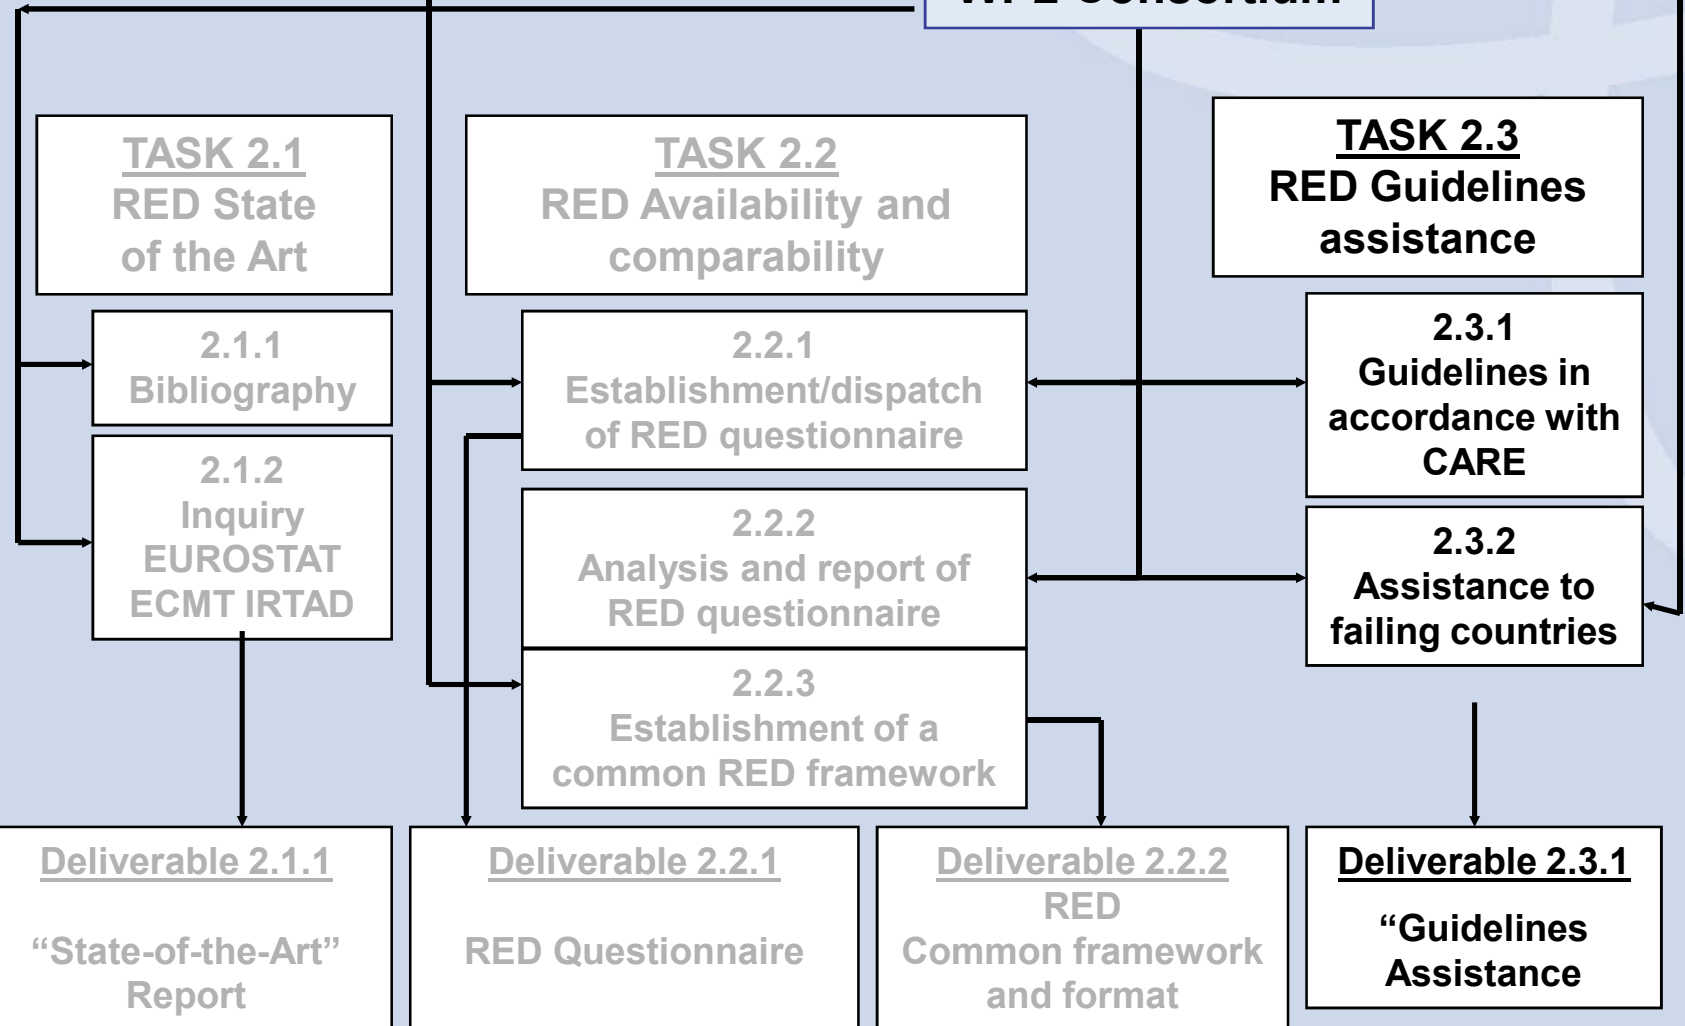 WP2 Consortium
TASK 2.1
RED State
of the Art
TASK 2.2
RED Availability and
comparability
TASK 2.3
RED Guidelines
assistance
2.1.1
Bibliography
2.1.2
Inquiry
EUROSTAT
ECMT IRTAD
2.2.1
Establishment/dispatch
of RED questionnaire
2.2.2
Analysis and report of
RED questionnaire
2.2.3
Establishment of a
common RED framework
2.3.1
Guidelines in
accordance with
CARE
2.3.2
Assistance to
failing countries
Deliverable 2.1.1
“State-of-the-Art”
Report
Deliverable 2.2.1
RED Questionnaire
Deliverable 2.2.2
RED
Common framework
and format
Deliverable 2.3.1
“Guidelines
Assistance